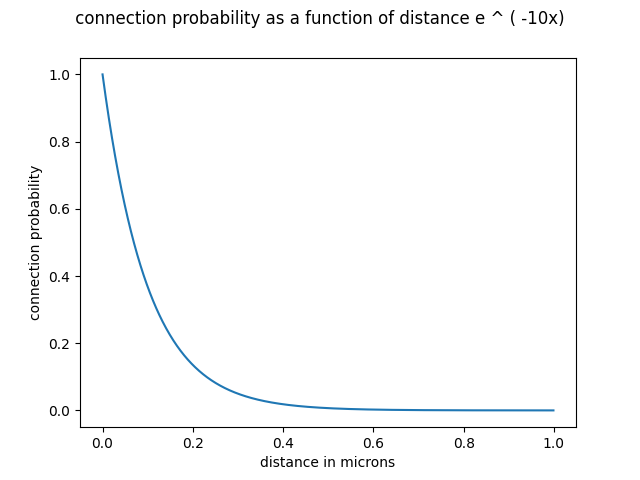 connection probability as a function of distance e ^ ( -10x)
1.0
0.8
0.6
0.4
0.2
0.0
connection probability
0.0 0.2 0.4 0.6 0.8 1.0
distance in microns